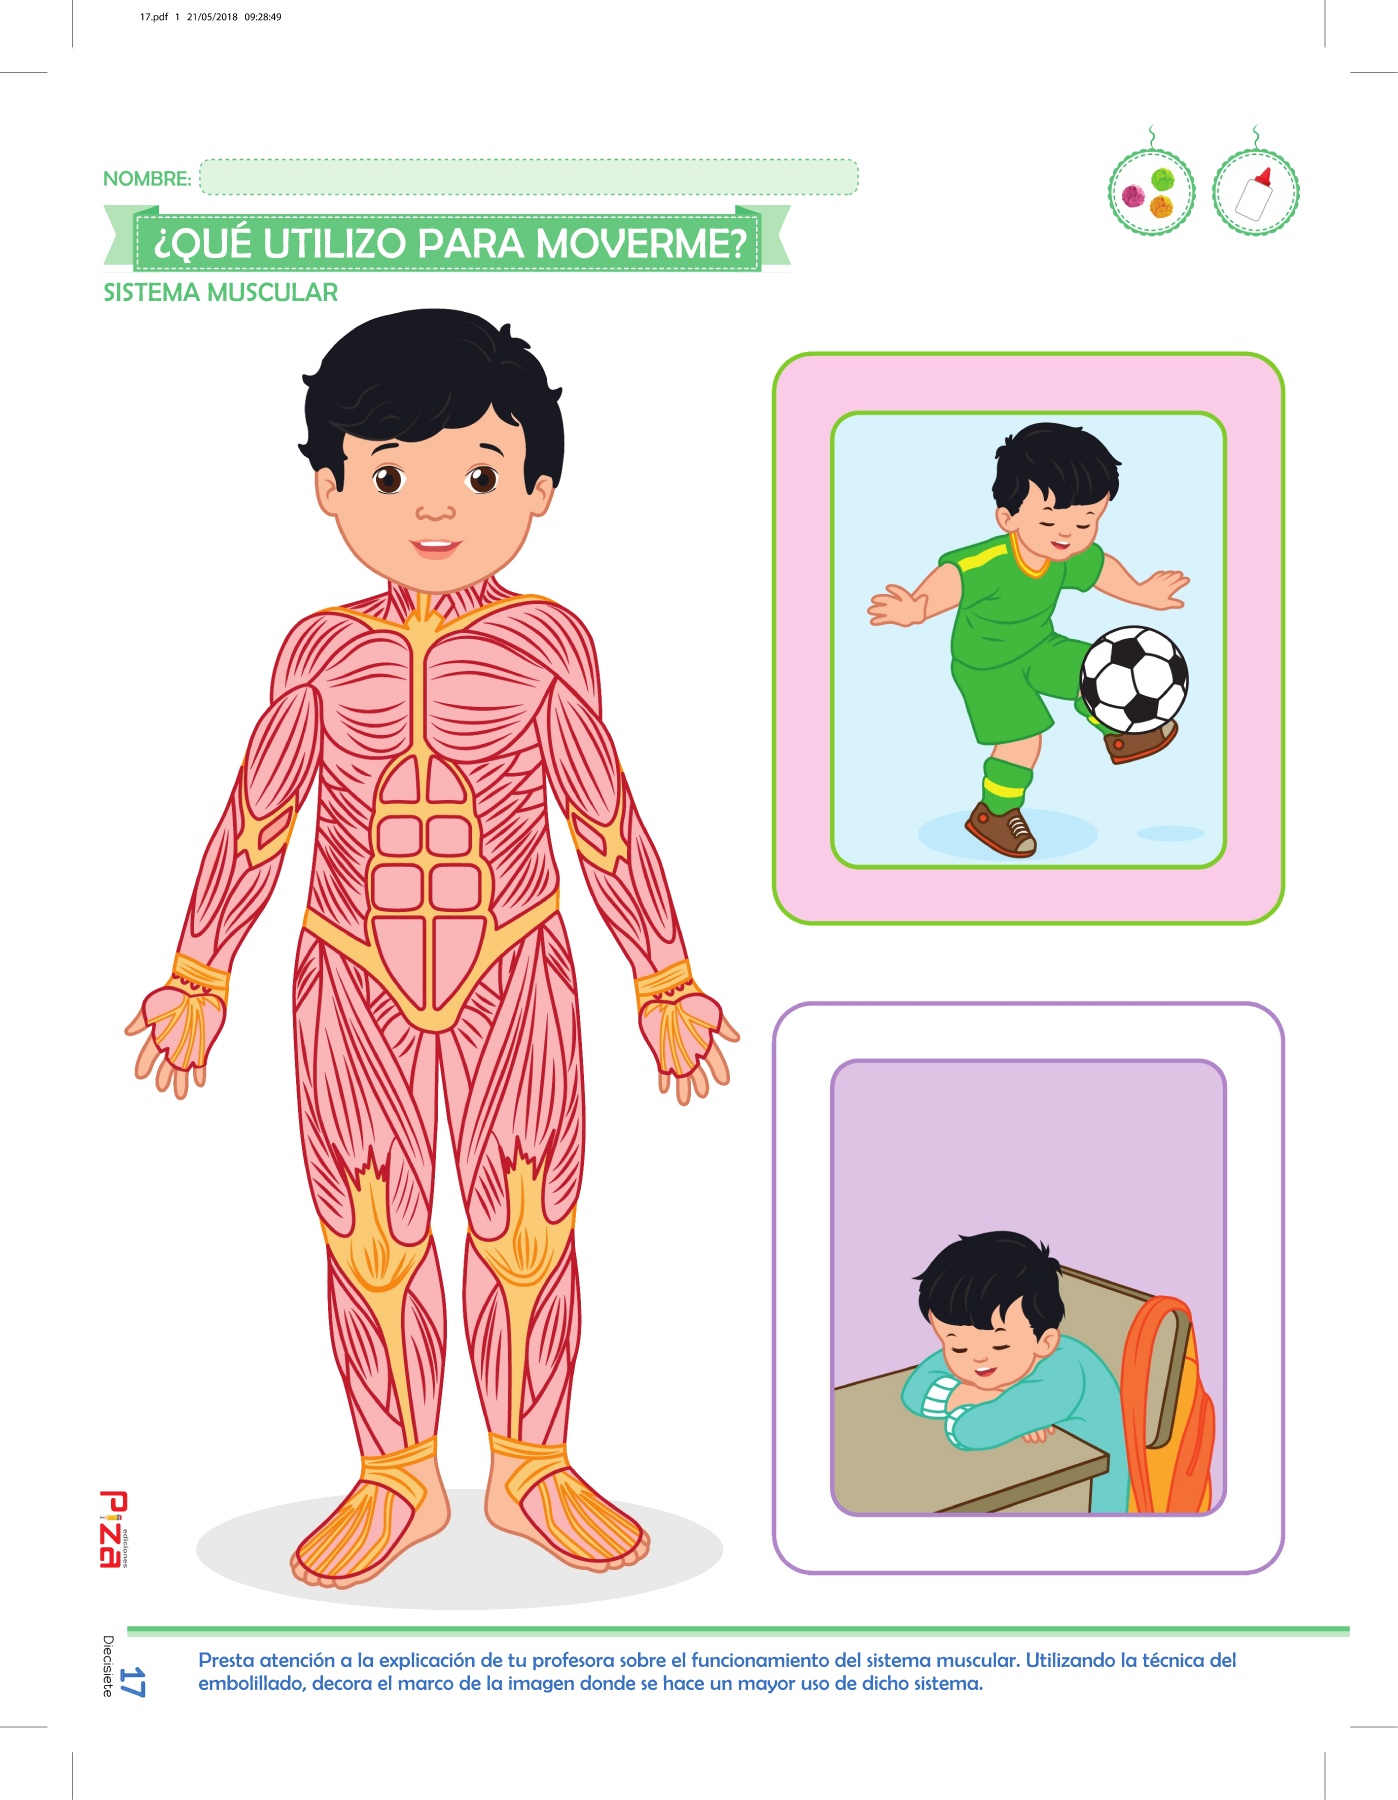 17.pdf 1 21/05/2018 09:28:49
NOMBRE:
¿QUÉ UTILIZO PARA MOVERME?
SISTEMA MUSCULAR
Piza
ediciones
Diecisiete
17
Presta atención a la explicación de tu profesora sobre el funcionamiento del sistema muscular. Utilizando la técnica del
embolillado, decora el marco de la imagen donde se hace un mayor uso de dicho sistema.